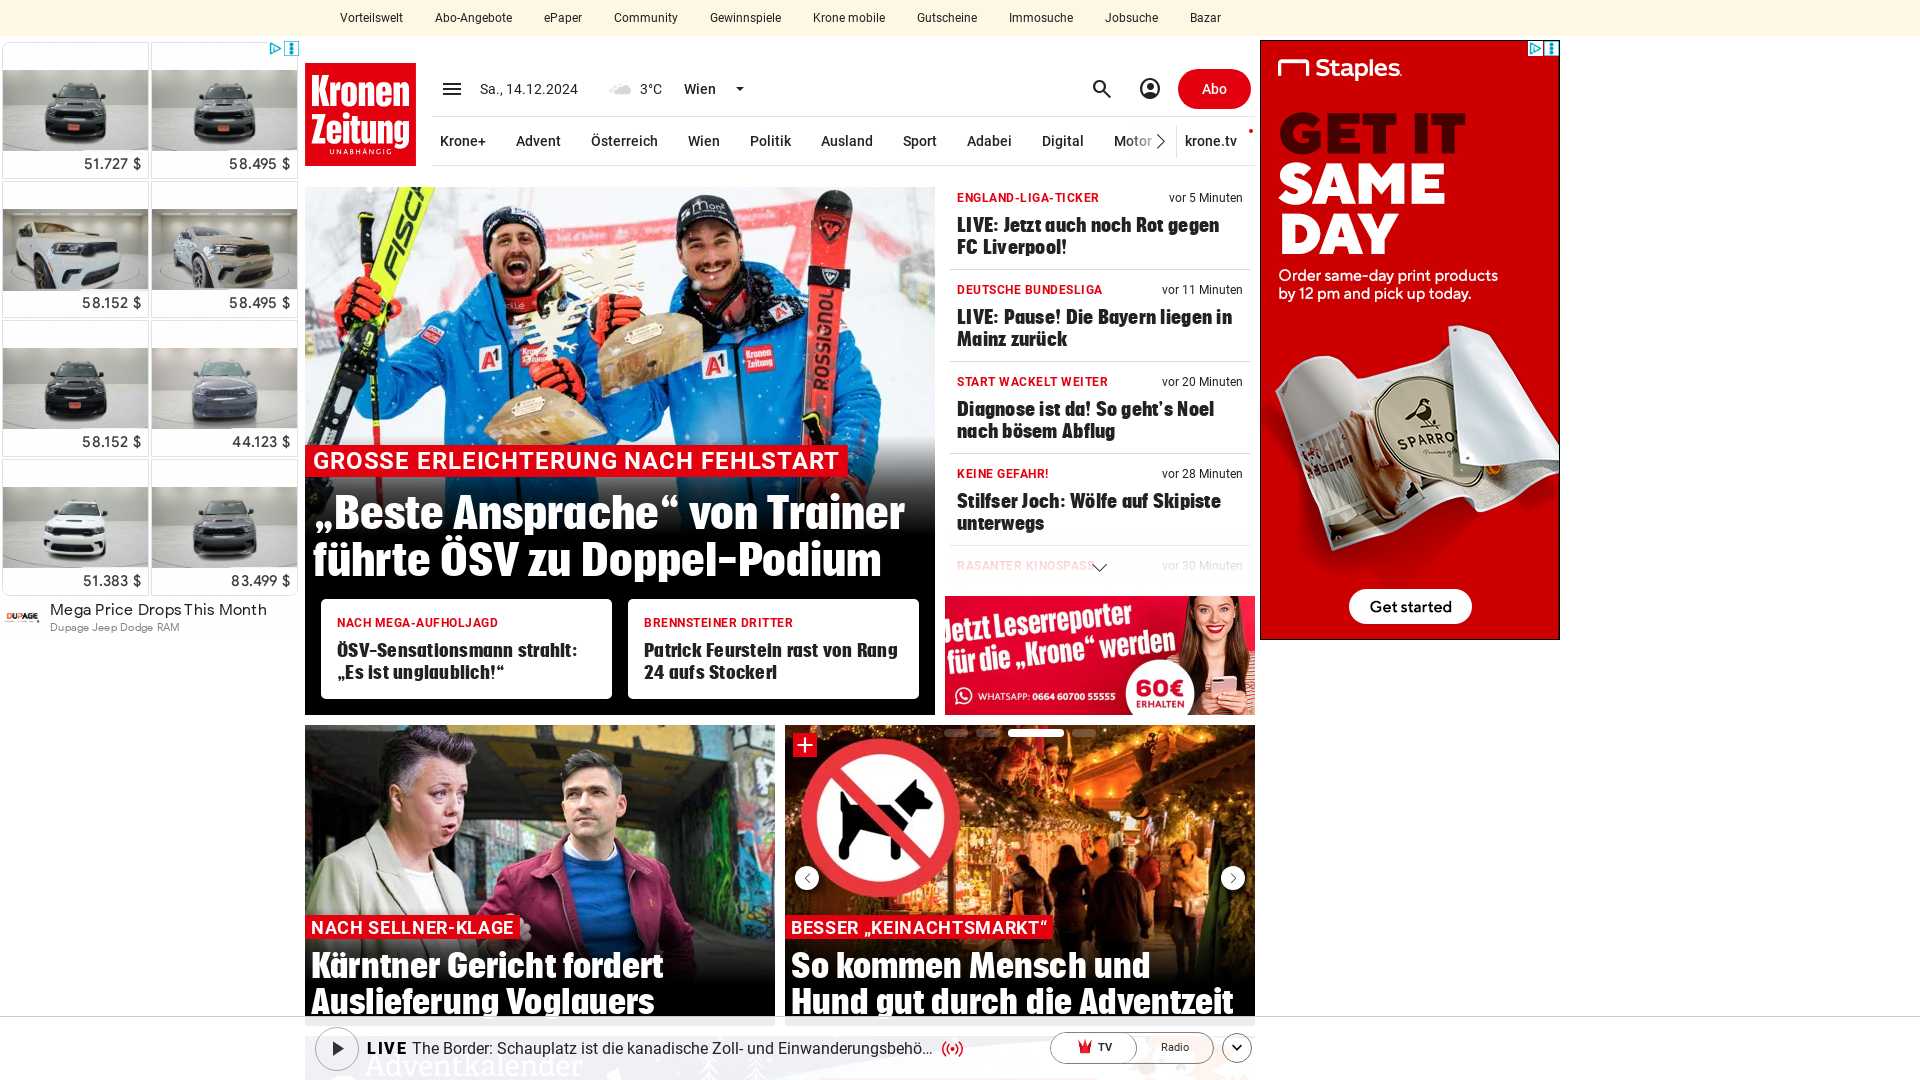 Vorteilswelt Abo-Angebote ePaper Community Gewinnspiele Krone mobile Gutscheine Immosuche Jobsuche Bazar
Kronen
Zeitung
UNABHÄNGIG
Sa., 14.12.2024 3°C Wien
Abo
Krone+ Advent Österreich Wien Politik Ausland Sport Adabei Digital Motor krone.tv
51.727 $
58.495 $
58.152 $
58.495 $
58.152 $
44.123 $
51.383 $
83.499 $
DUPAGE
Mega Price Drops This Month
Dupage Jeep Dodge RAM
FISCHER
ROSSIGNOL
A1
Kronen
Zeitung
A1
Kronen
Zeitung
GROSSE ERLEICHTERUNG NACH FEHLSTART
„Beste Ansprache“ von Trainer
führte ÖSV zu Doppel-Podium
NACH MEGA-AUFHOLJAGD
ÖSV-Sensationsmann strahlt:
„Es ist unglaublich!“
BRENNSTEINER DRITTER
Patrick Feurstein rast von Rang
24 aufs Stockerl
ENGLAND-LIGA-TICKER vor 5 Minuten
LIVE: Jetzt auch noch Rot gegen
FC Liverpool!
DEUTSCHE BUNDESLIGA vor 11 Minuten
LIVE: Pause! Die Bayern liegen in
Mainz zurück
START WACKELT WEITER vor 20 Minuten
Diagnose ist da! So geht’s Noel
nach bösem Abflug
KEINE GEFAHR! vor 28 Minuten
Stilfser Joch: Wölfe auf Skipiste
unterwegs
RASANTER KINOSPASS vor 30 Minuten
Jetzt Leserreporter
für die „Krone“ werden
WHATSAPP: 0664 60700 55555
60€
ERHALTEN
Staples
GET IT
SAME
DAY
Order same-day print products
by 12 pm and pick up today.
SPARRO
Get started
NACH SELLNER-KLAGE
Kärntner Gericht fordert
Auslieferung Voglauers
BESSER „KEINACHTSMARKT“
So kommen Mensch und
Hund gut durch die Adventzeit
Adventkalender
LIVE The Border: Schauplatz ist die kanadische Zoll- und Einwanderungsbehö...
TV Radio